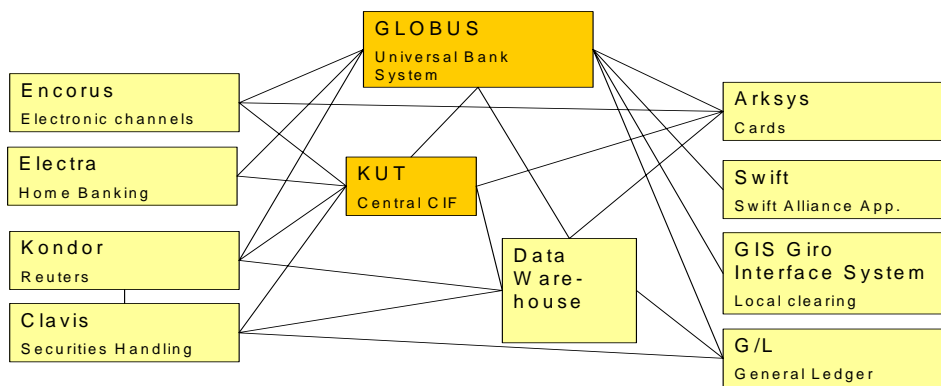 GLOBUS
Universal Bank
System
Encorus
Electronic channels
Arksys
Cards
Electra
Home Banking
KUT
Central CIF
Swift
Swift Alliance App.
Kondor
Reuters
Data
Ware-
house
GIS Giro
Interface System
Local clearing
Clavis
Securities Handling
G/L
General Ledger